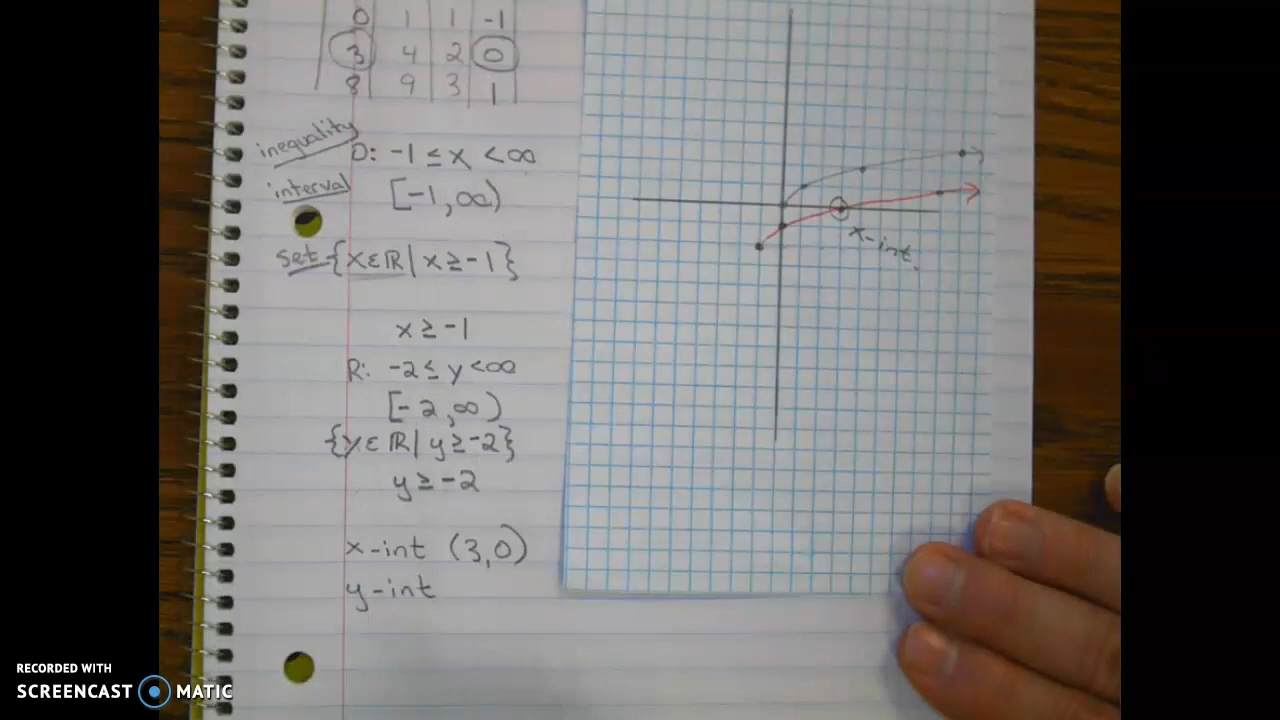 0 1 1 -1
3 4 2 0
8 9 3 1
inequality D: -1 ≤ x < ∞
interval [-1, ∞)
set {x ∈ ℝ | x ≥ -1}
x ≥ -1
R: -2 ≤ y < ∞
[-2, ∞)
{y ∈ ℝ | y ≥ -2}
y ≥ -2
x-int (3,0)
y-int
x-int.
RECORDED WITH
SCREENCAST MATIC